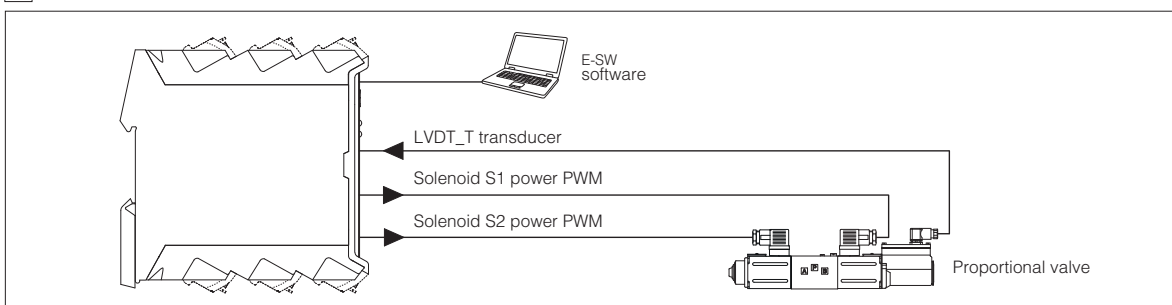 E-SW
software
LVDT_T transducer
Solenoid S1 power PWM
Solenoid S2 power PWM
A P B
Proportional valve